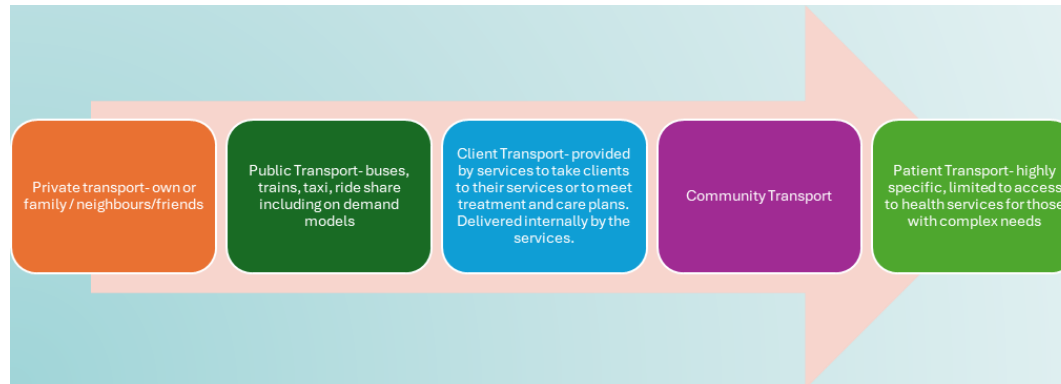 Private transport- own or
family / neighbours/friends
Public Transport- buses,
trains, taxi, ride share
including on demand
models
Client Transport- provided
by services to take clients
to their services or to meet
treatment and care plans.
Delivered internally by the
services.
Community Transport
Patient Transport- highly
specific, limited to access
to health services for those
with complex needs